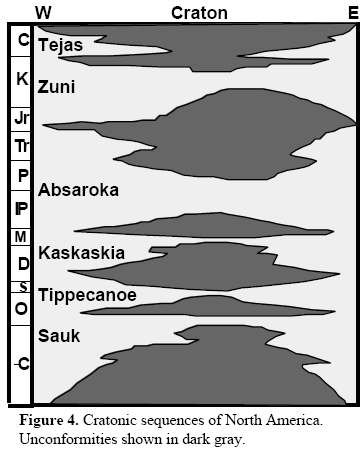 W Craton E
C
Tejas
K
Zuni
Jr
Tr
P
Absaroka
IP
M
Kaskaskia
D
S
Tippecanoe
O
Sauk
-C
Figure 4. Cratonic sequences of North America.
Unconformities shown in dark gray.